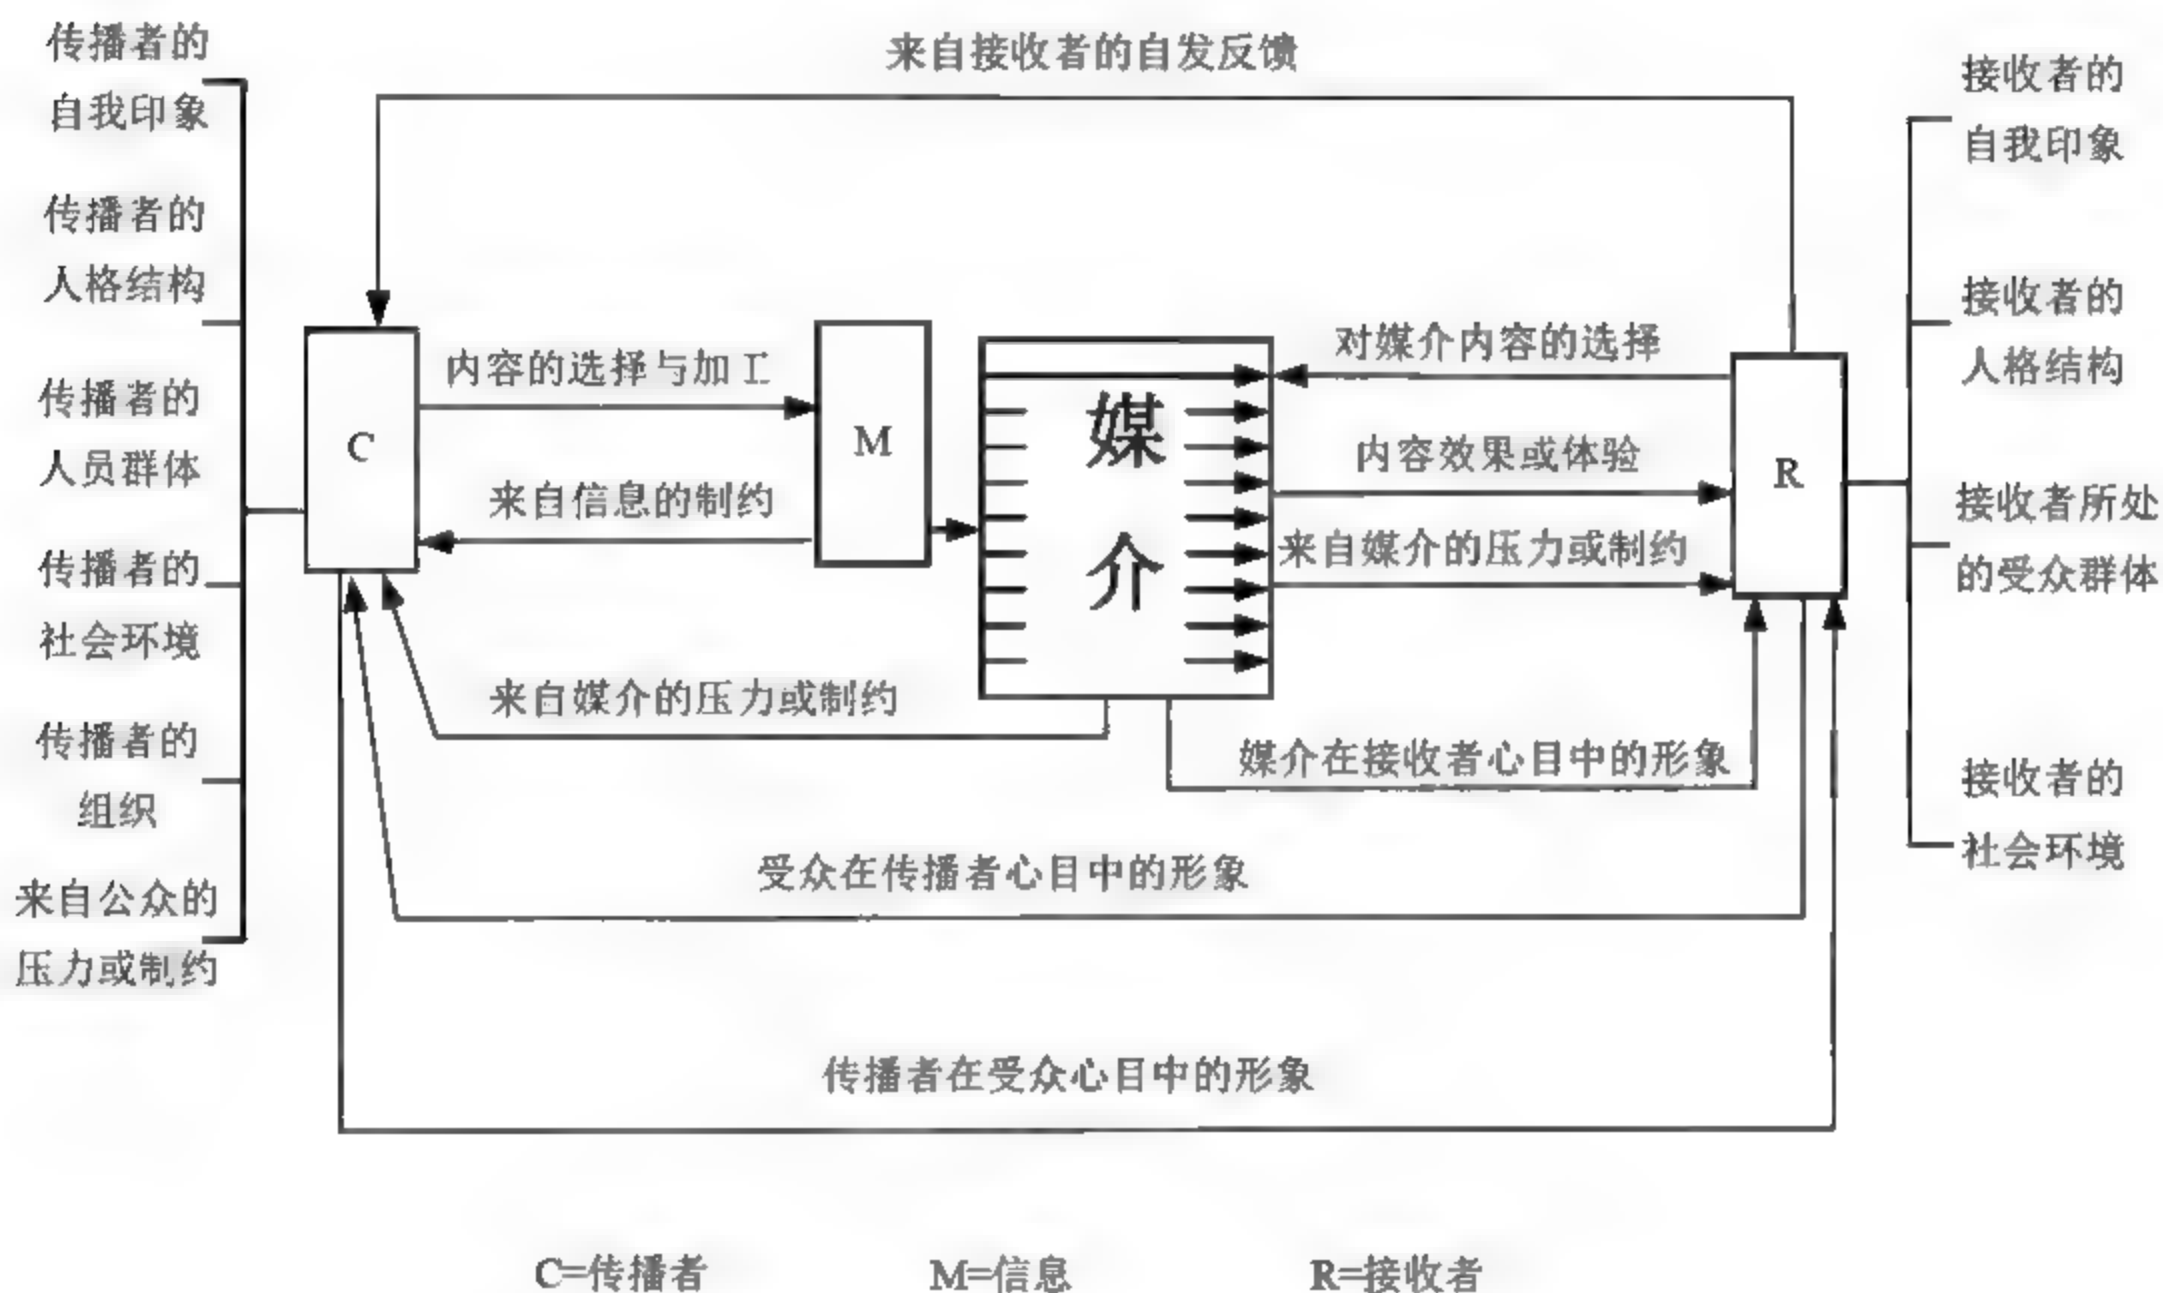 来自接收者的自发反馈
传播者的
自我印象
传播者的
人格结构
传播者的
人员群体
传播者的
社会环境
传播者的
组织
来自公众的
压力或制约
C
内容的选择与加工
来自信息的制约
M
媒
介
对媒介内容的选择
内容效果或体验
来自媒介的压力或制约
R
接收者的
自我印象
接收者的
人格结构
接收者所处
的受众群体
接收者的
社会环境
来自媒介的压力或制约
媒介在接收者心目中的形象
受众在传播者心目中的形象
传播者在受众心目中的形象
C=传播者
M=信息
R=接收者